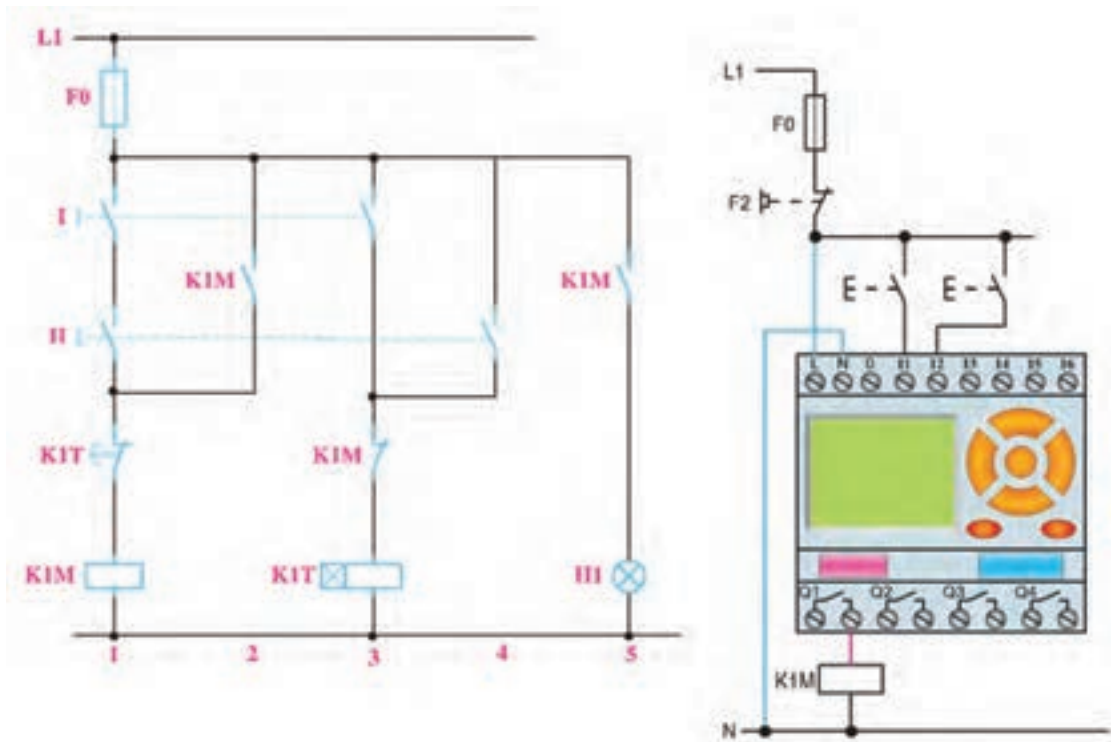 L1
F0
I
K1M
K1M
II
K1T
K1M
K1M
K1T
H1
1 2 3 4 5
L1
F0
F2
E E
L N I1 I2 I3 I4 I5 I6
Q1 Q2 Q3 Q4
K1M
N